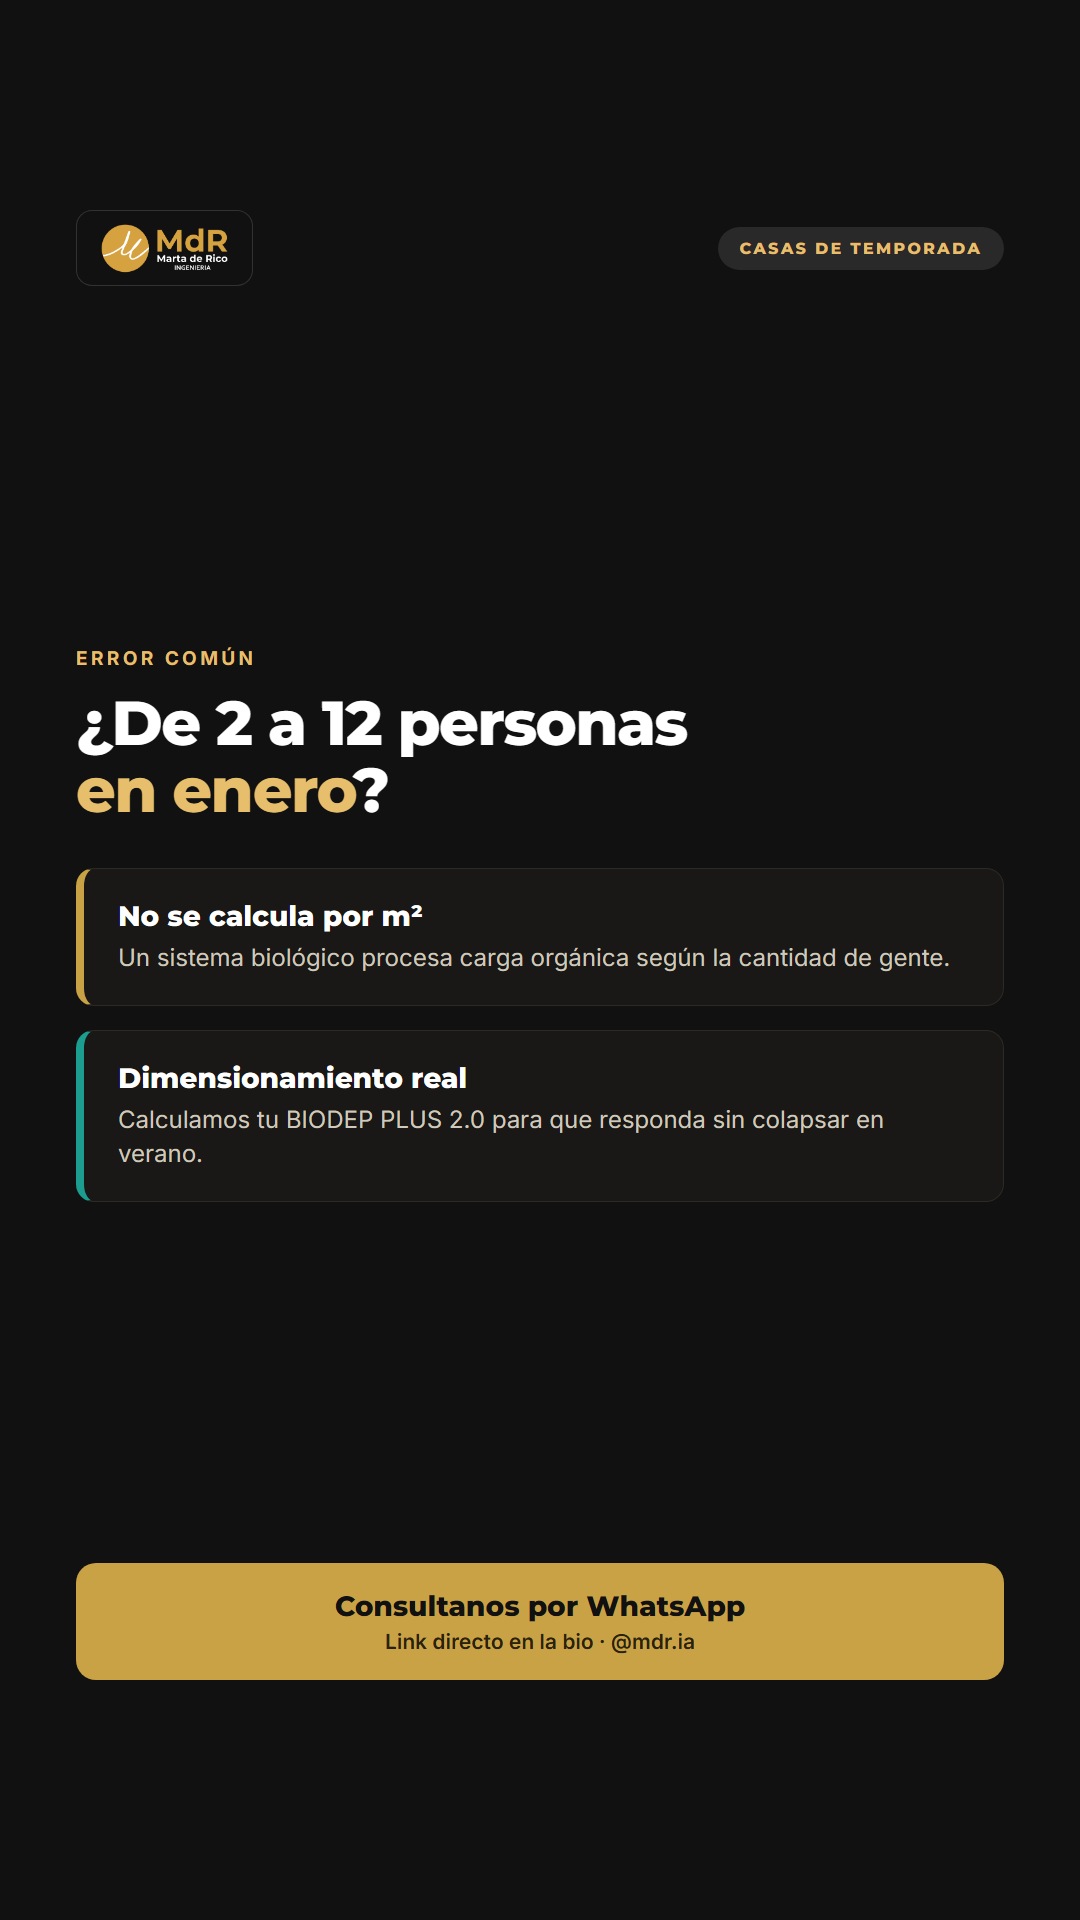 MdR
Marta de Rico
INGENIERIA
CASAS DE TEMPORADA
ERROR COMÚN
¿De 2 a 12 personas
en enero?
No se calcula por m²
Un sistema biológico procesa carga orgánica según la cantidad de gente.
Dimensionamiento real
Calculamos tu BIODEP PLUS 2.0 para que responda sin colapsar en
verano.
Consultanos por WhatsApp
Link directo en la bio · @mdr.ia